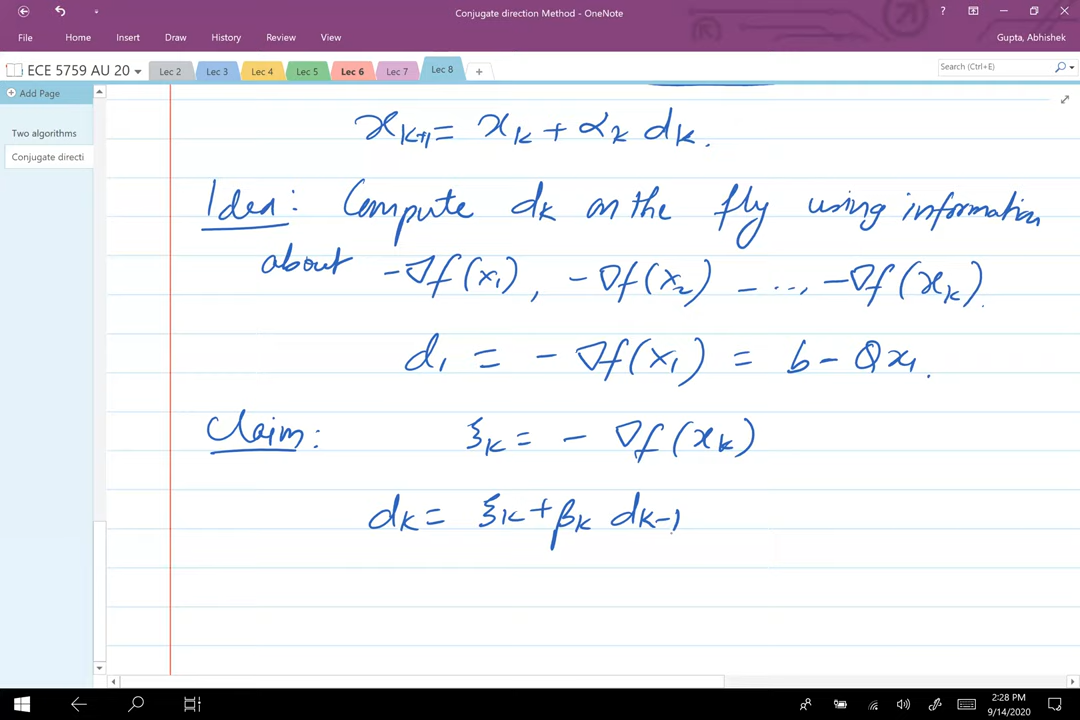 Conjugate direction Method - OneNote
File Home Insert Draw History Review View Gupta, Abhishek
ECE 5759 AU 20 Lec 2 Lec 3 Lec 4 Lec 5 Lec 6 Lec 7 Lec 8 + Search (Ctrl+E)
Add Page
Two algorithms
Conjugate directi
x_{k+1} = x_k + α_k d_k.
Idea: Compute d_k on the fly using information
about -∇f(x_1), -∇f(x_2) - ..., -∇f(x_k).
d_1 = -∇f(x_1) = b - Qx_1.
Claim: ξ_k = -∇f(x_k)
d_k = ξ_k + β_k d_{k-1}
2:28 PM
9/14/2020